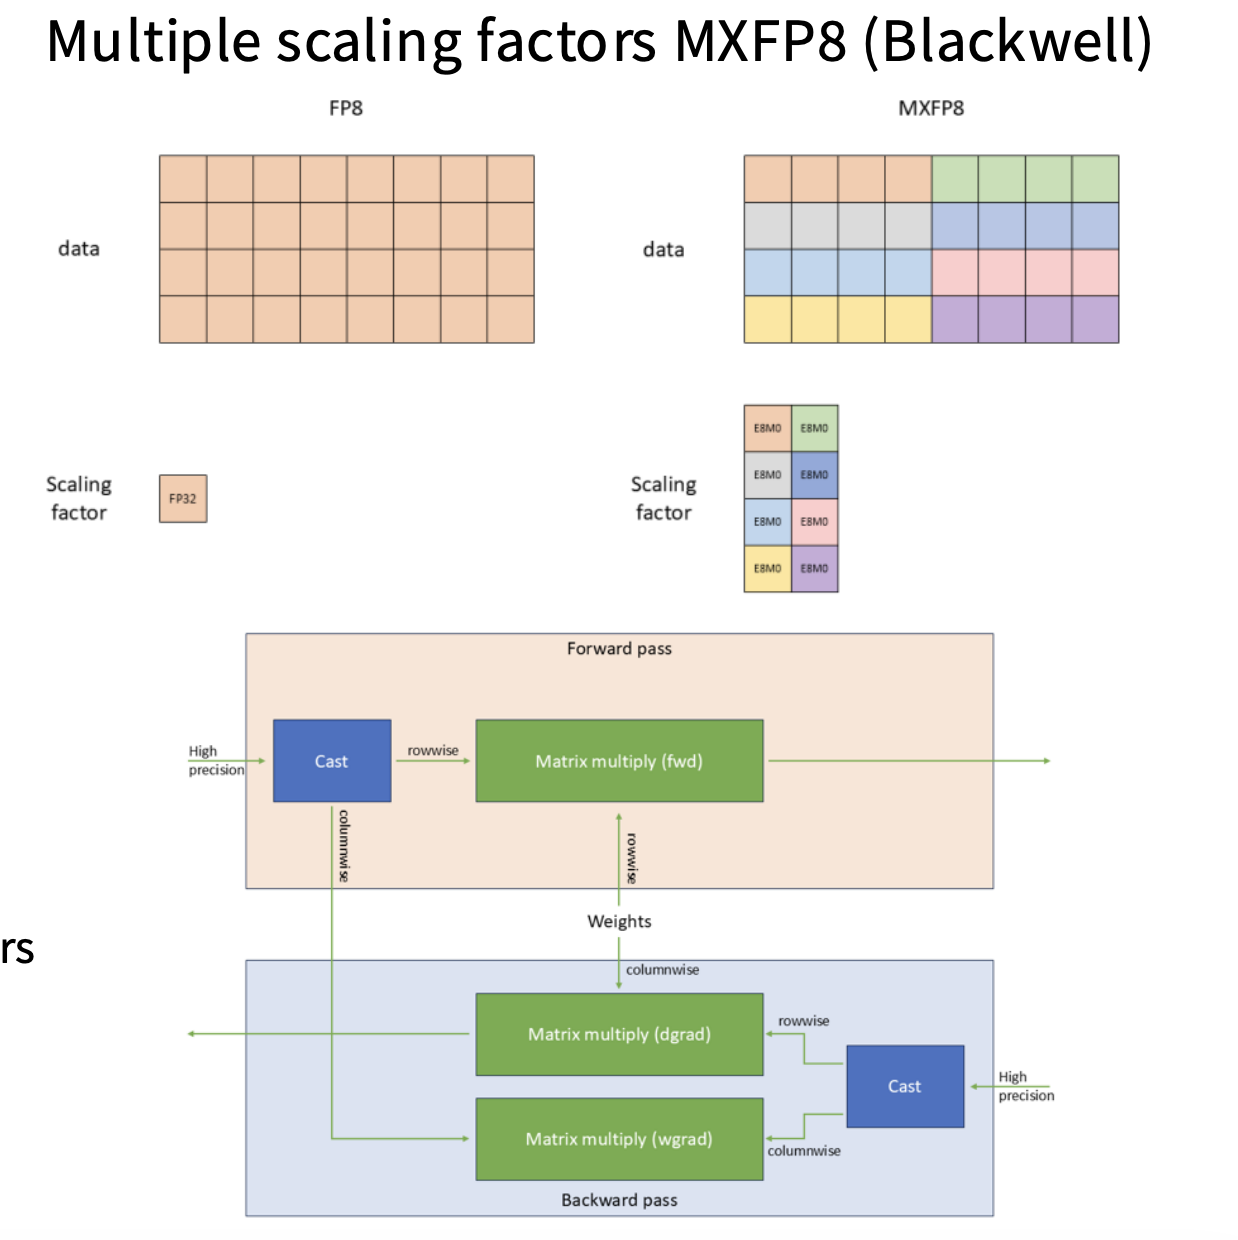 Multiple scaling factors MXFP8 (Blackwell)
FP8
MXFP8
data
data
Scaling
factor
FP32
Scaling
factor
E8M0 E8M0
E8M0 E8M0
E8M0 E8M0
E8M0 E8M0
Forward pass
High
precision
Cast
rowwise
Matrix multiply (fwd)
columnwise
rowwise
Weights
rs
columnwise
Matrix multiply (dgrad)
rowwise
Cast
High
precision
Matrix multiply (wgrad)
columnwise
Backward pass